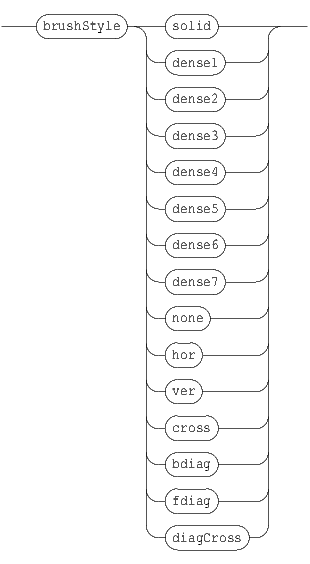 brushStyle solid
dense1
dense2
dense3
dense4
dense5
dense6
dense7
none
hor
ver
cross
bdiag
fdiag
diagCross